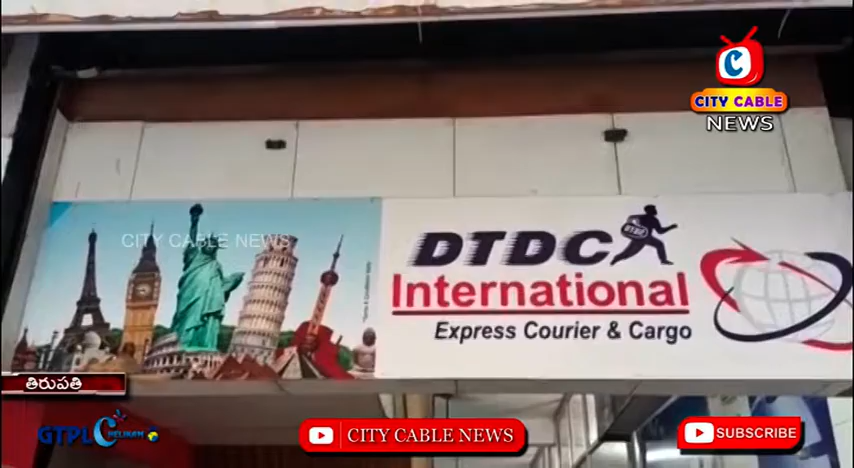 CITY CABLE
NEWS
CITY CABLE NEWS
DTDC
International
Express Courier & Cargo
తిరుపతి
GTPL
CITY CABLE NEWS
SUBSCRIBE